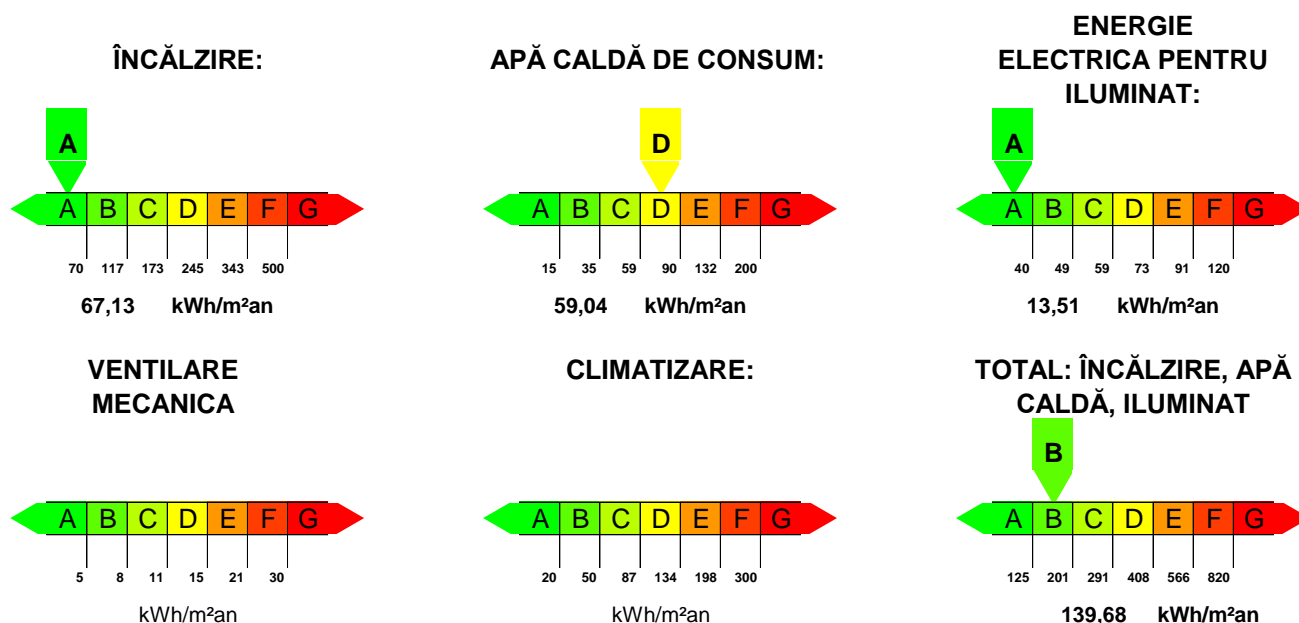 ÎNCĂLZIRE:
A
A B C D E F G
70 117 173 245 343 500
67,13 kWh/m²an
APĂ CALDĂ DE CONSUM:
D
A B C D E F G
15 35 59 90 132 200
59,04 kWh/m²an
ENERGIE
ELECTRICA PENTRU
ILUMINAT:
A
A B C D E F G
40 49 59 73 91 120
13,51 kWh/m²an
VENTILARE
MECANICA
A B C D E F G
5 8 11 15 21 30
kWh/m²an
CLIMATIZARE:
A B C D E F G
20 50 87 134 198 300
kWh/m²an
TOTAL: ÎNCĂLZIRE, APĂ
CALDĂ, ILUMINAT
B
A B C D E F G
125 201 291 408 566 820
139,68 kWh/m²an